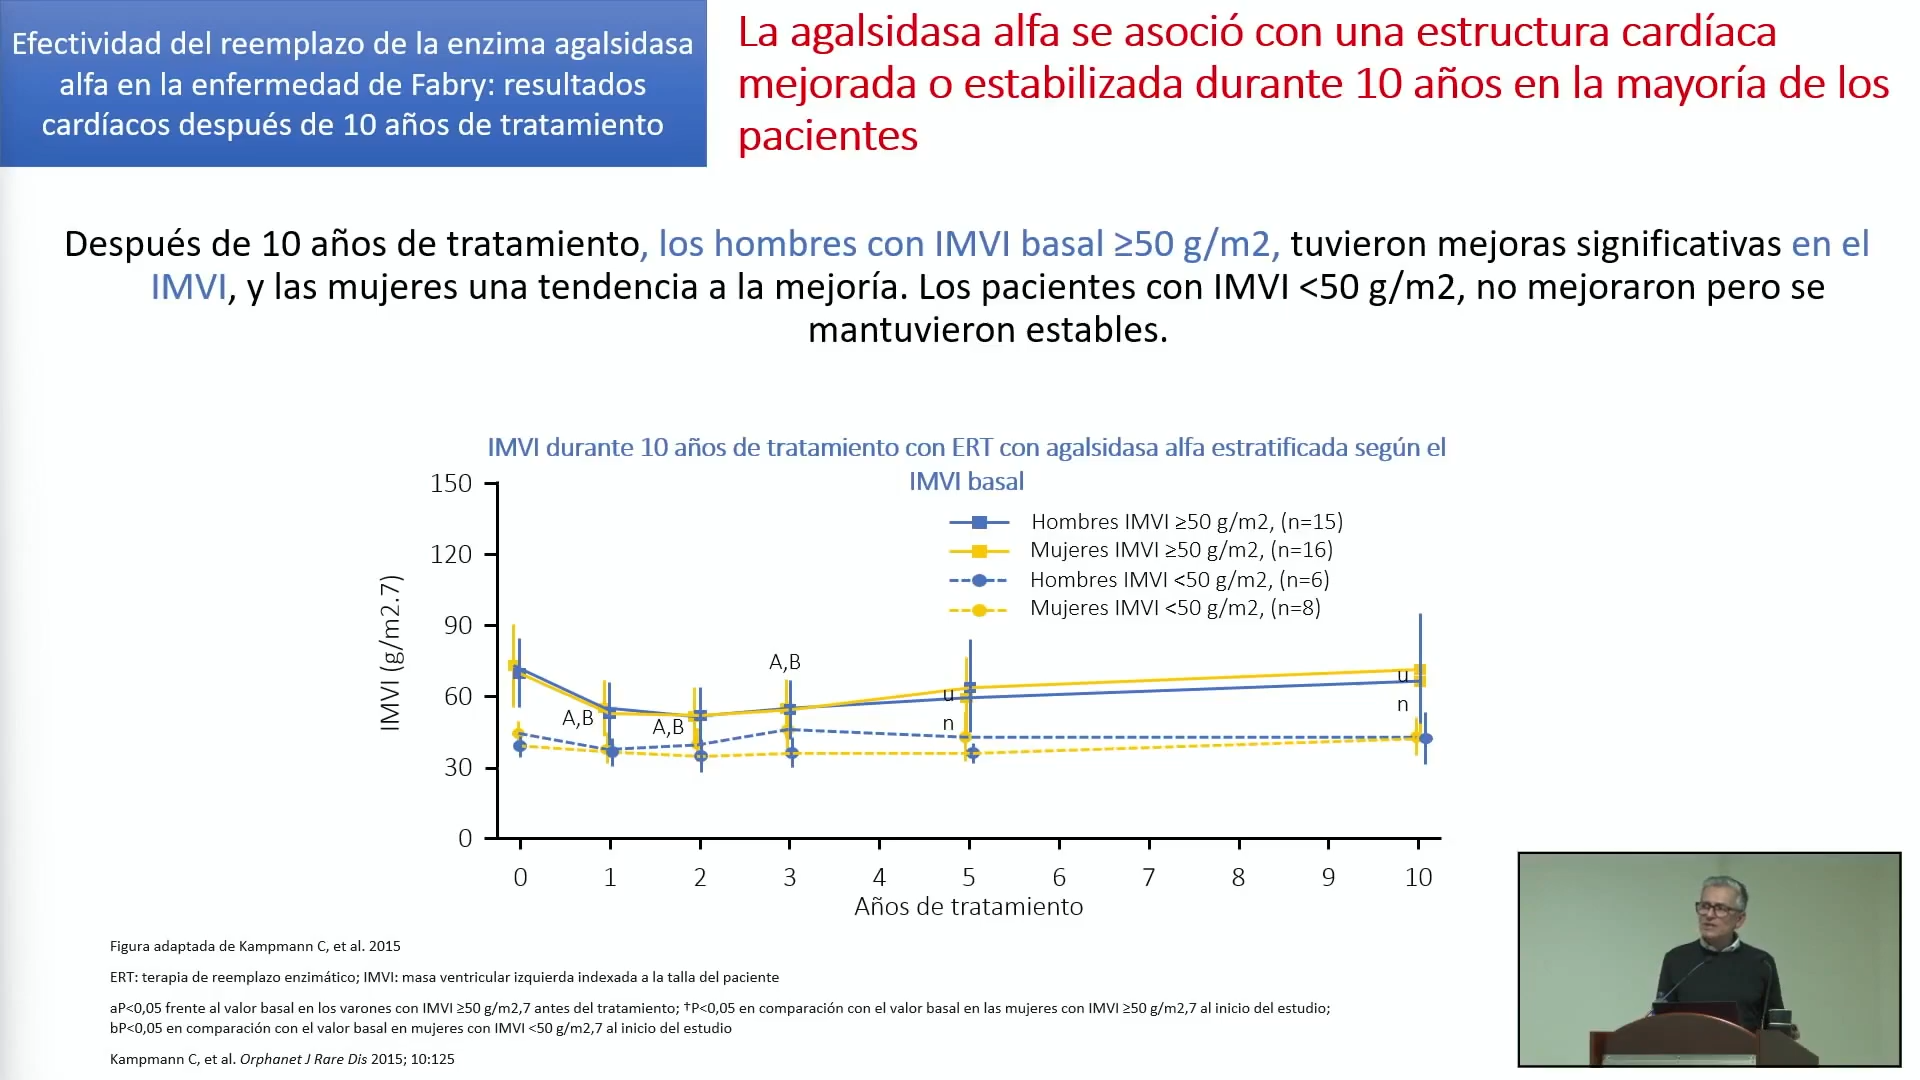 Efectividad del reemplazo de la enzima agalsidasa
alfa en la enfermedad de Fabry: resultados
cardíacos después de 10 años de tratamiento
La agalsidasa alfa se asoció con una estructura cardíaca
mejorada o estabilizada durante 10 años en la mayoría de los
pacientes
Después de 10 años de tratamiento, los hombres con IMVI basal ≥50 g/m2, tuvieron mejoras significativas en el
IMVI, y las mujeres una tendencia a la mejoría. Los pacientes con IMVI <50 g/m2, no mejoraron pero se
mantuvieron estables.
IMVI durante 10 años de tratamiento con ERT con agalsidasa alfa estratificada según el
IMVI basal
Hombres IMVI ≥50 g/m2, (n=15)
Mujeres IMVI ≥50 g/m2, (n=16)
Hombres IMVI <50 g/m2, (n=6)
Mujeres IMVI <50 g/m2, (n=8)
IMVI (g/m2.7)
150
120
90
60
30
0
A,B
A,B
A,B
u
n
u
n
0 1 2 3 4 5 6 7 8 9 10
Años de tratamiento
Figura adaptada de Kampmann C, et al. 2015
ERT: terapia de reemplazo enzimático; IMVI: masa ventricular izquierda indexada a la talla del paciente
aP<0,05 frente al valor basal en los varones con IMVI ≥50 g/m2,7 antes del tratamiento; †P<0,05 en comparación con el valor basal en las mujeres con IMVI ≥50 g/m2,7 al inicio del estudio;
bP<0,05 en comparación con el valor basal en mujeres con IMVI <50 g/m2,7 al inicio del estudio
Kampmann C, et al. Orphanet J Rare Dis 2015; 10:125